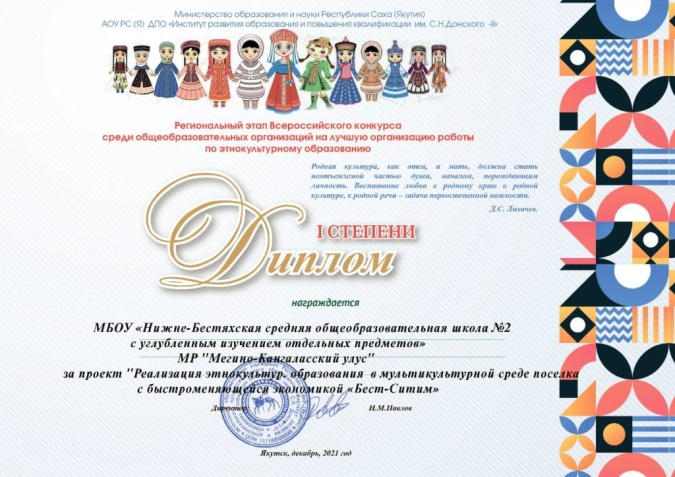 Министерство образования и науки Республики Саха (Якутия)
АОУ РС (Я) ДПО «Институт развития образования и повышения квалификации им. С.Н.Донского -II»
Региональный этап Всероссийского конкурса
среди общеобразовательных организаций на лучшую организацию работы
по этнокультурному образованию
Родная культура, как отец, и мать, должна стать
неотъемлемой частью души, началом, порождающим
личность. Воспитание любви к родному краю к родной
культуре, к родной речи – задача первостепенной важности.
Д.С. Лихачев.
I СТЕПЕНИ
Диплом
награждается
МБОУ «Нижне-Бестяхская средняя общеобразовательная школа №2
с углубленным изучением отдельных предметов»
МР "Мегино-Кангаласский улус"
за проект "Реализация этнокультур. образования в мультикультурной среде поселка
с быстроменяющейся экономикой «Бест-Ситим»
Директор
Н.М.Павлов
Якутск, декабрь, 2021 год